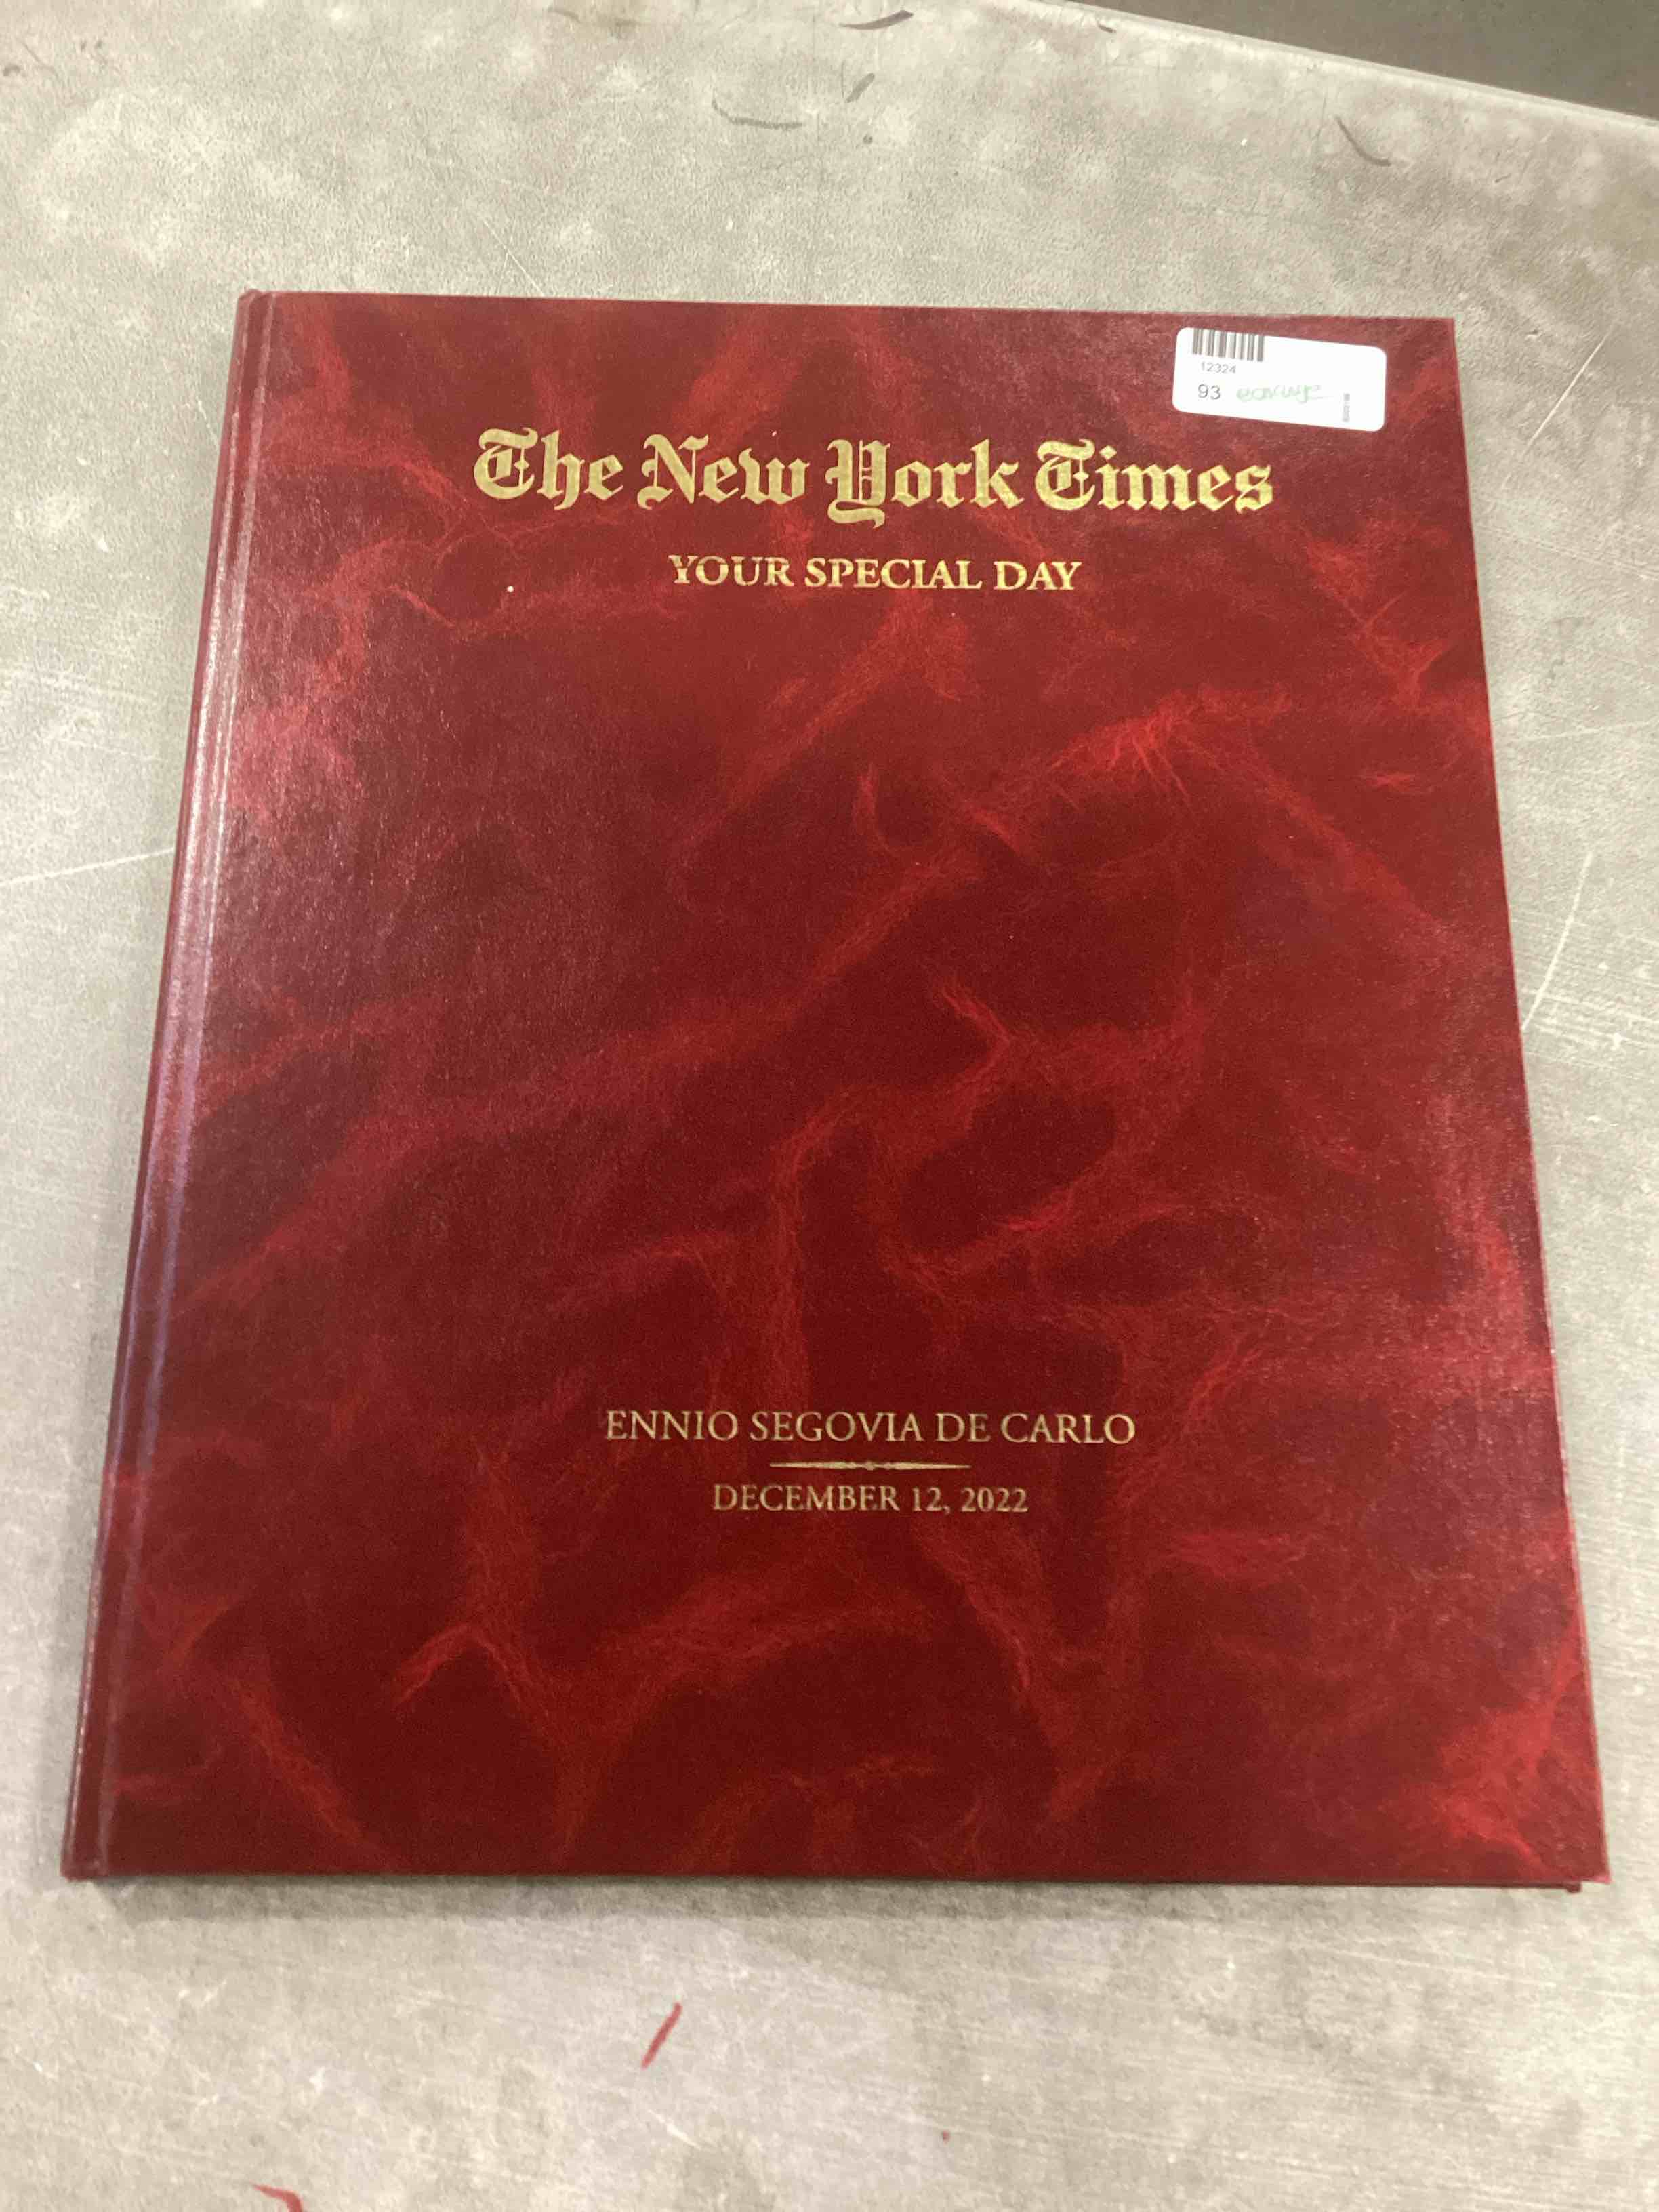 12324
93
The New York Times
YOUR SPECIAL DAY
ENNIO SEGOVIA DE CARLO
DECEMBER 12, 2022